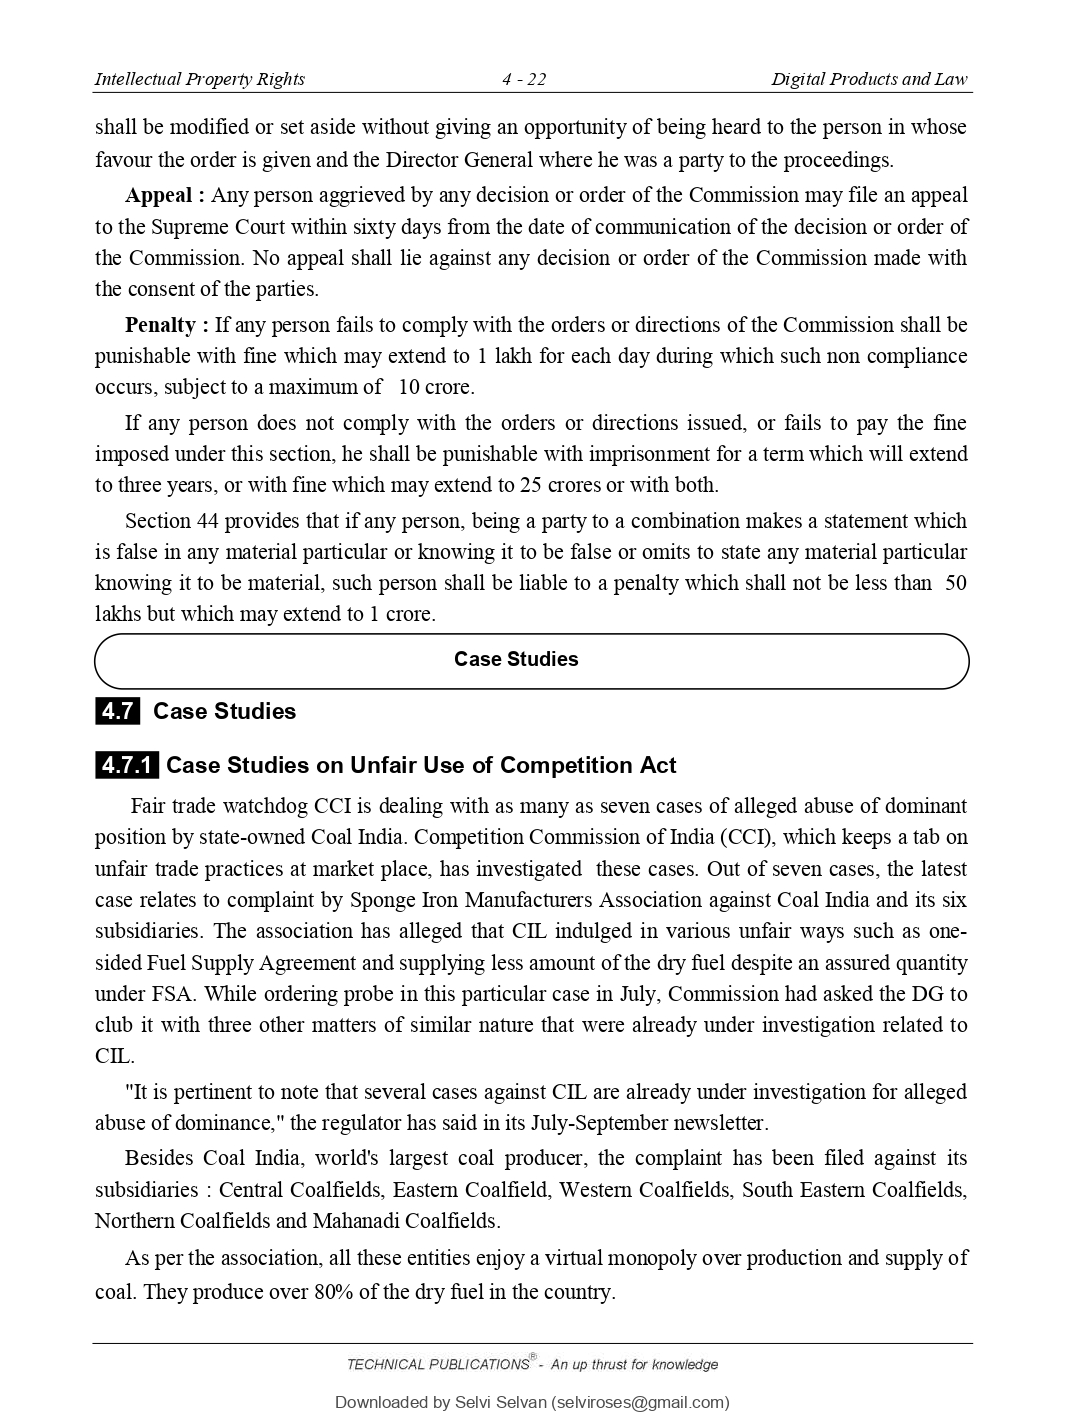 Intellectual Property Rights 4 - 22 Digital Products and Law
shall be modified or set aside without giving an opportunity of being heard to the person in whose
favour the order is given and the Director General where he was a party to the proceedings.
Appeal : Any person aggrieved by any decision or order of the Commission may file an appeal
to the Supreme Court within sixty days from the date of communication of the decision or order of
the Commission. No appeal shall lie against any decision or order of the Commission made with
the consent of the parties.
Penalty : If any person fails to comply with the orders or directions of the Commission shall be
punishable with fine which may extend to 1 lakh for each day during which such non compliance
occurs, subject to a maximum of 10 crore.
If any person does not comply with the orders or directions issued, or fails to pay the fine
imposed under this section, he shall be punishable with imprisonment for a term which will extend
to three years, or with fine which may extend to 25 crores or with both.
Section 44 provides that if any person, being a party to a combination makes a statement which
is false in any material particular or knowing it to be false or omits to state any material particular
knowing it to be material, such person shall be liable to a penalty which shall not be less than 50
lakhs but which may extend to 1 crore.
Case Studies
4.7 Case Studies
4.7.1 Case Studies on Unfair Use of Competition Act
Fair trade watchdog CCI is dealing with as many as seven cases of alleged abuse of dominant
position by state-owned Coal India. Competition Commission of India (CCI), which keeps a tab on
unfair trade practices at market place, has investigated these cases. Out of seven cases, the latest
case relates to complaint by Sponge Iron Manufacturers Association against Coal India and its six
subsidiaries. The association has alleged that CIL indulged in various unfair ways such as one-
sided Fuel Supply Agreement and supplying less amount of the dry fuel despite an assured quantity
under FSA. While ordering probe in this particular case in July, Commission had asked the DG to
club it with three other matters of similar nature that were already under investigation related to
CIL.
"It is pertinent to note that several cases against CIL are already under investigation for alleged
abuse of dominance," the regulator has said in its July-September newsletter.
Besides Coal India, world's largest coal producer, the complaint has been filed against its
subsidiaries : Central Coalfields, Eastern Coalfield, Western Coalfields, South Eastern Coalfields,
Northern Coalfields and Mahanadi Coalfields.
As per the association, all these entities enjoy a virtual monopoly over production and supply of
coal. They produce over 80% of the dry fuel in the country.
TECHNICAL PUBLICATIONS® - An up thrust for knowledge
Downloaded by Selvi Selvan (selviroses@gmail.com)